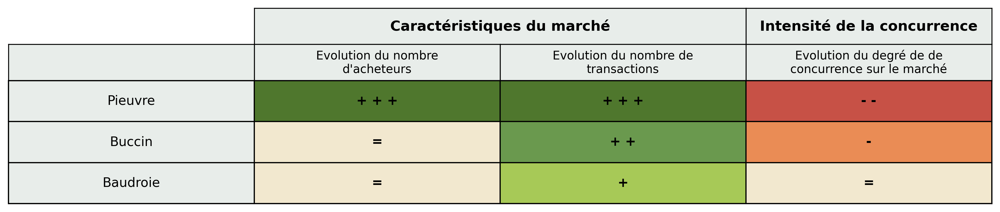 Caractéristiques du marché
Intensité de la concurrence
Evolution du nombre
d'acheteurs
Evolution du nombre de
transactions
Evolution du degré de de
concurrence sur le marché
Pieuvre
+ + +
+ + +
- -
Buccin
=
+ +
-
Baudroie
=
+
=